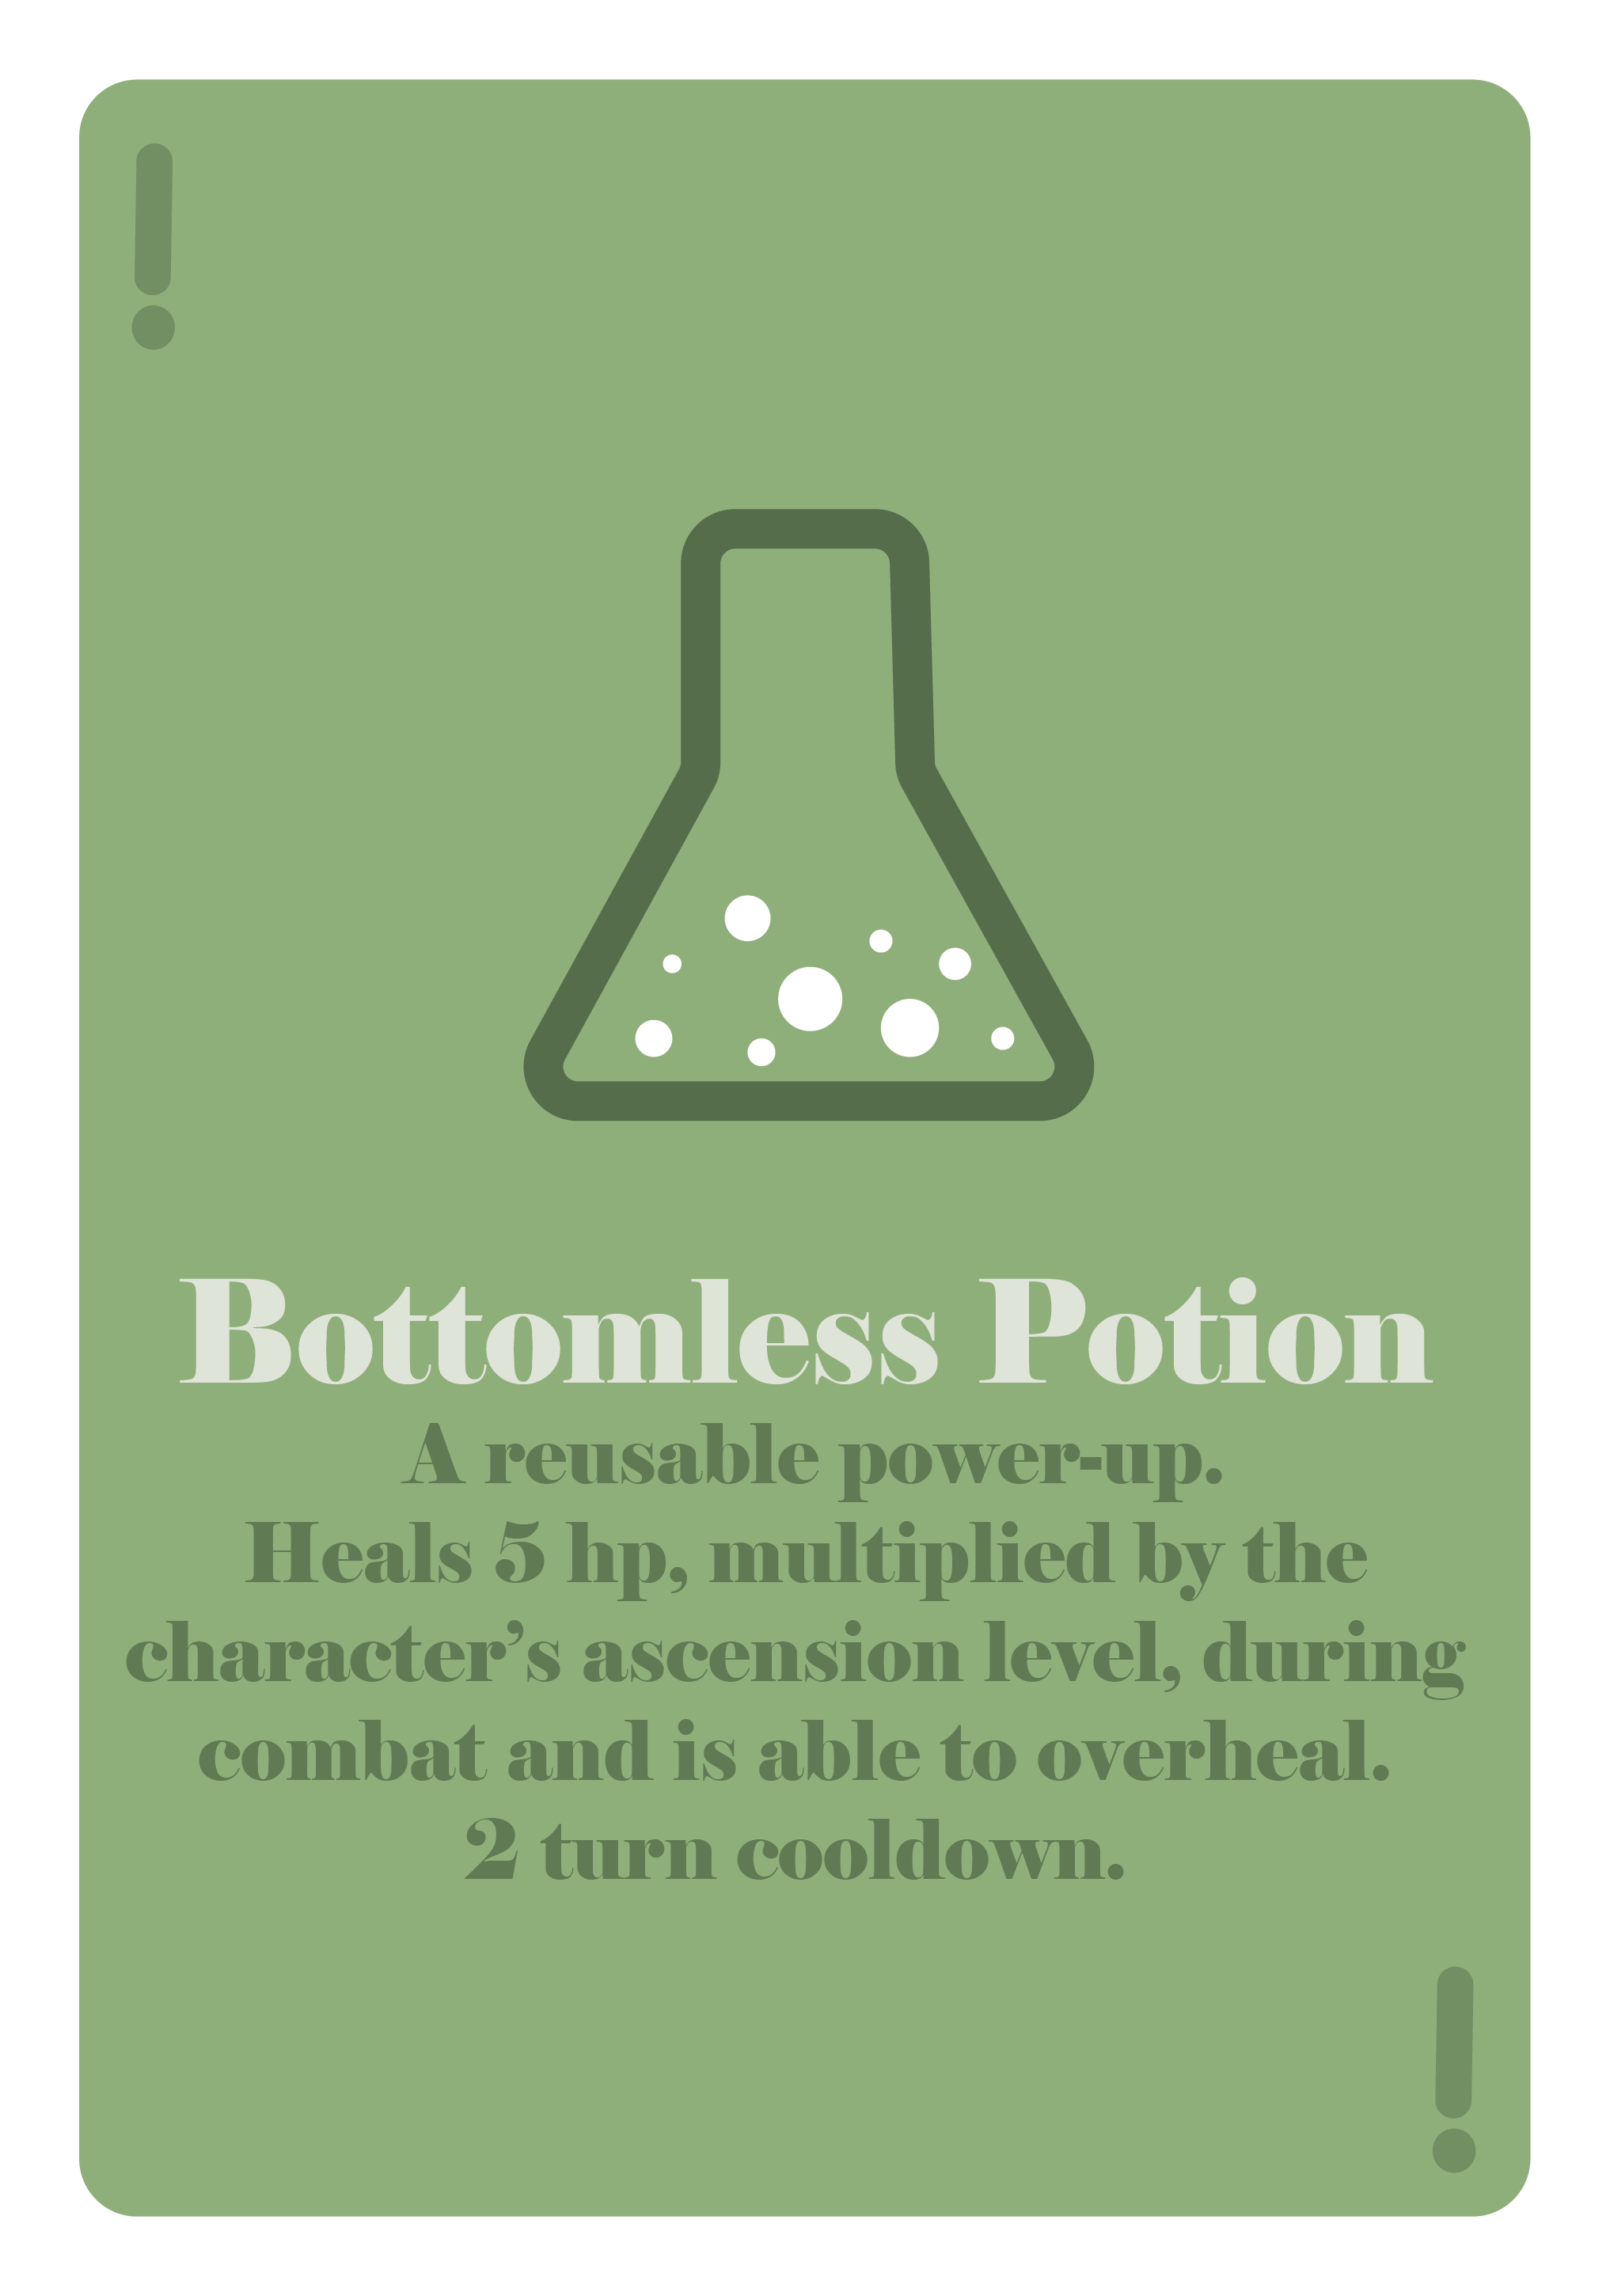 !
Bottomless Potion
A reusable power-up.
Heals 5 hp, multiplied by the
character’s ascension level, during
combat and is able to overheal.
2 turn cooldown.
!